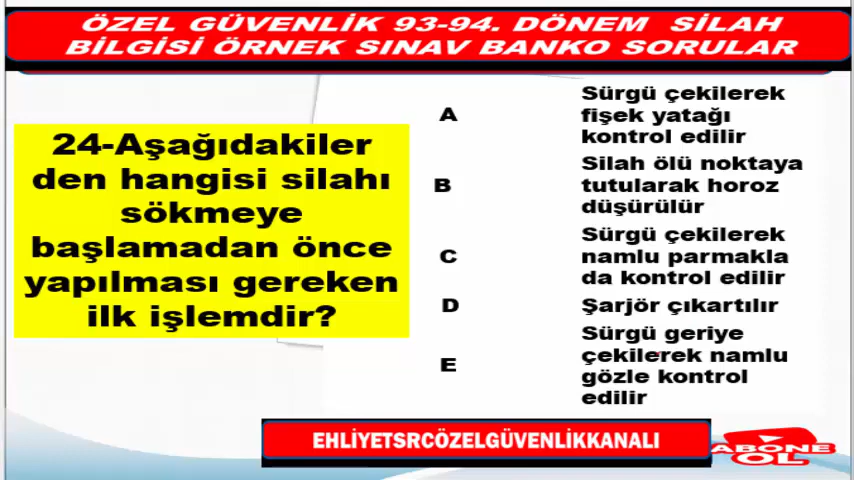 ÖZEL GÜVENLİK 93-94. DÖNEM SİLAH
BİLGİSİ ÖRNEK SINAV BANKO SORULAR
24-Aşağıdakiler
den hangisi silahı
sökmeye
başlamadan önce
yapılması gereken
ilk işlemdir?
A
Sürgü çekilerek
fişek yatağı
kontrol edilir
B
Silah ölü noktaya
tutularak horoz
düşürülür
C
Sürgü çekilerek
namlu parmakla
da kontrol edilir
D
Şarjör çıkartılır
E
Sürgü geriye
çekilerek namlu
gözle kontrol
edilir
EHLİYETSRCÖZELGÜVENLİKKANALI
ABONE
OL